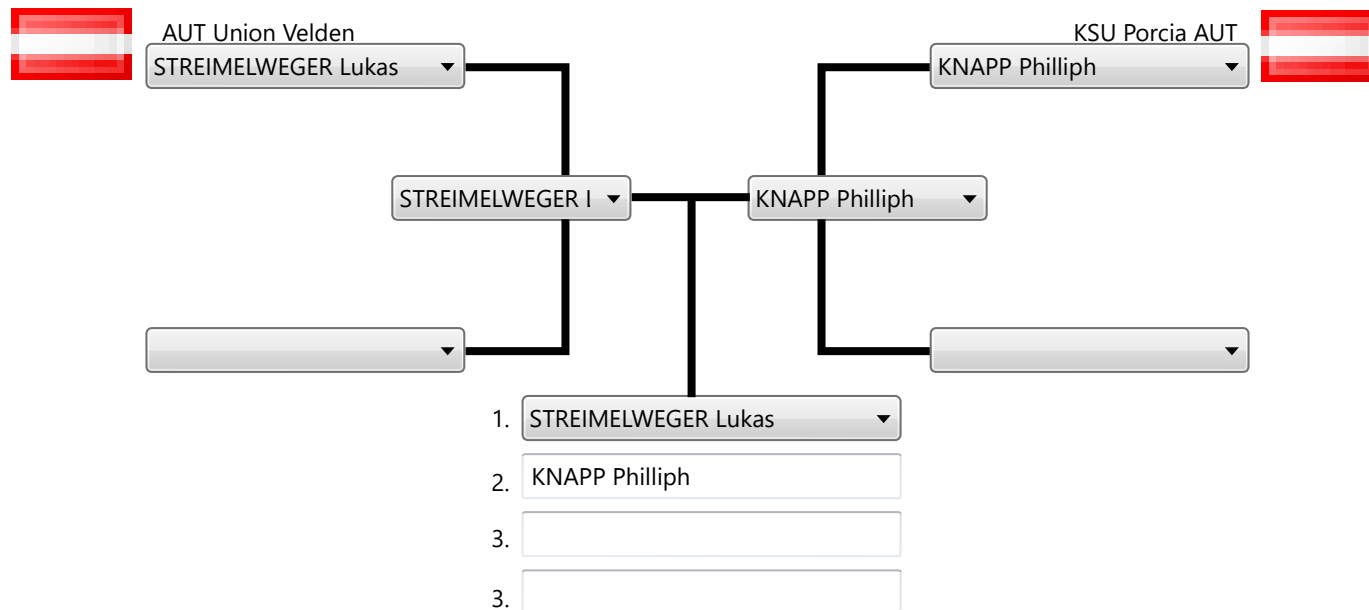 AUT Union Velden
KSU Porcia AUT
STREIMELWEGER Lukas
KNAPP Philliph
STREIMELWEGER
KNAPP Philliph
1. STREIMELWEGER Lukas
2. KNAPP Philliph
3.
3.